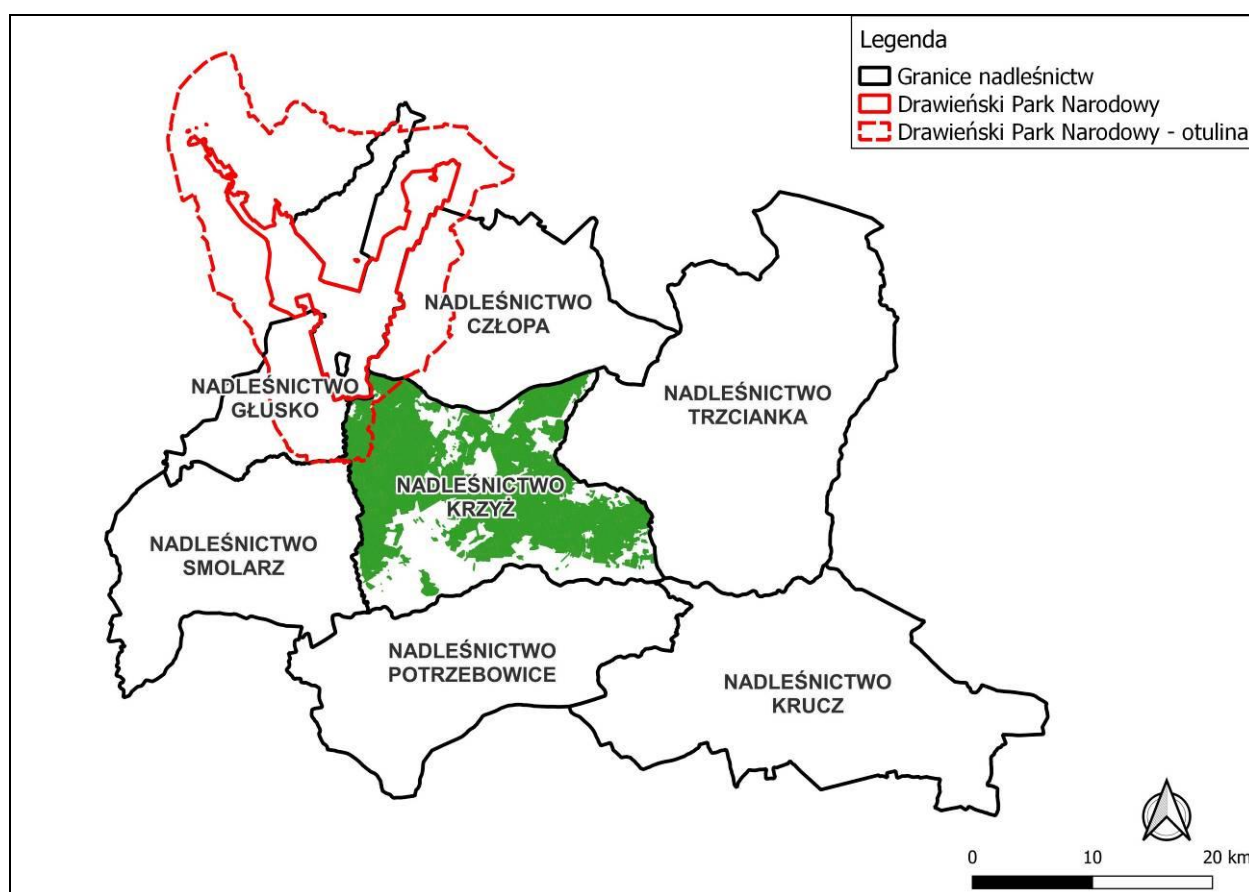 Legenda
Granice nadleśnictw
Drawieński Park Narodowy
Drawieński Park Narodowy - otulina
NADLEŚNICTWO
CZŁOPA
NADLEŚNICTWO
GŁUSKO
NADLEŚNICTWO
TRZCIANKA
NADLEŚNICTWO
KRZYŻ
NADLEŚNICTWO
SMOLARZ
NADLEŚNICTWO
POTRZEBOWICE
NADLEŚNICTWO
KRUCZ
0 10 20 km